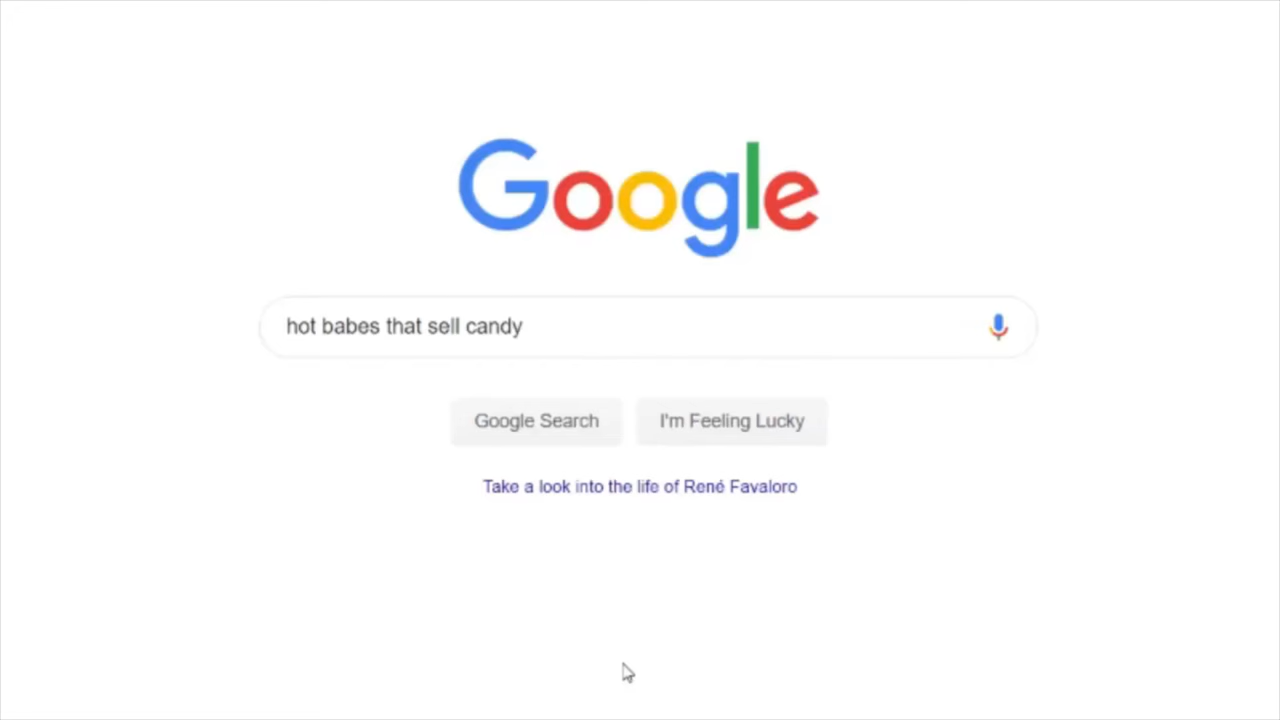 Google
hot babes that sell candy
Google Search
I'm Feeling Lucky
Take a look into the life of René Favaloro